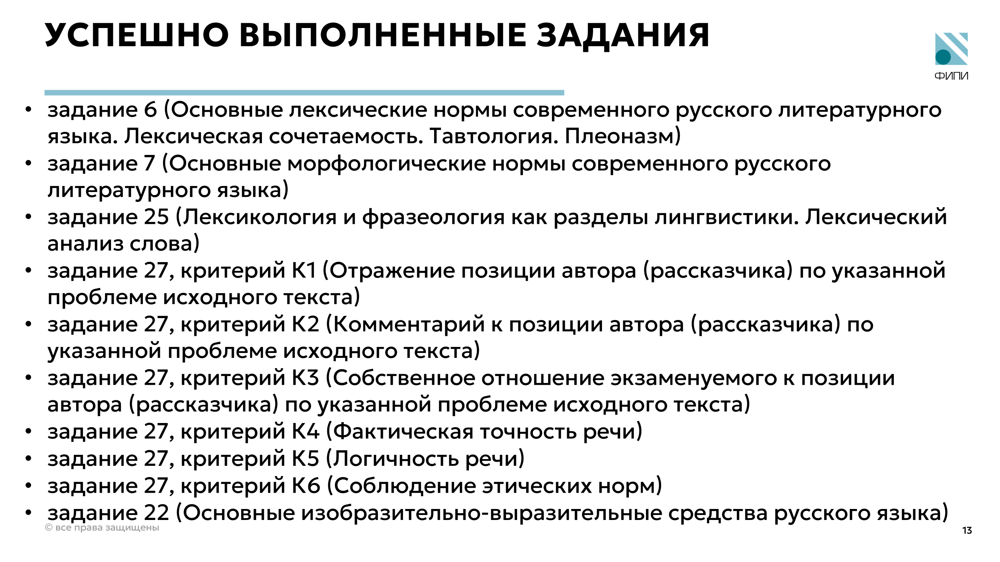 УСПЕШНО ВЫПОЛНЕННЫЕ ЗАДАНИЯ
ФИПИ
• задание 6 (Основные лексические нормы современного русского литературного
языка. Лексическая сочетаемость. Тавтология. Плеоназм)
• задание 7 (Основные морфологические нормы современного русского
литературного языка)
• задание 25 (Лексикология и фразеология как разделы лингвистики. Лексический
анализ слова)
• задание 27, критерий К1 (Отражение позиции автора (рассказчика) по указанной
проблеме исходного текста)
• задание 27, критерий К2 (Комментарий к позиции автора (рассказчика) по
указанной проблеме исходного текста)
• задание 27, критерий К3 (Собственное отношение экзаменуемого к позиции
автора (рассказчика) по указанной проблеме исходного текста)
• задание 27, критерий К4 (Фактическая точность речи)
• задание 27, критерий К5 (Логичность речи)
• задание 27, критерий К6 (Соблюдение этических норм)
• задание 22 (Основные изобразительно-выразительные средства русского языка)
© все права защищены
13